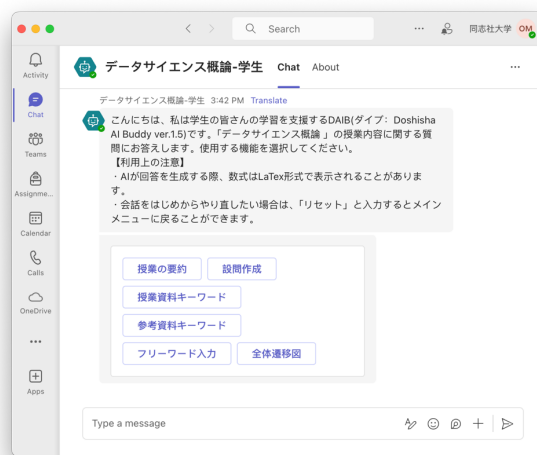 Search
同志社大学
OM
Activity
Chat
Teams
Assignme...
Calendar
Calls
OneDrive
Apps
データサイエンス概論-学生
Chat
About
データサイエンス概論-学生 3:42 PM Translate
こんにちは、私は学生の皆さんの学習を支援するDAIB(ダイブ: Doshisha
AI Buddy ver.1.5)です。「データサイエンス概論 」の授業内容に関する質
問にお答えします。使用する機能を選択してください。
【利用上の注意】
・AIが回答を生成する際、数式はLaTex形式で表示されることがありま
す。
・会話をはじめからやり直したい場合は、「リセット」と入力するとメイン
メニューに戻ることができます。
授業の要約
設問作成
授業資料キーワード
参考資料キーワード
フリーワード入力
全体遷移図
Type a message